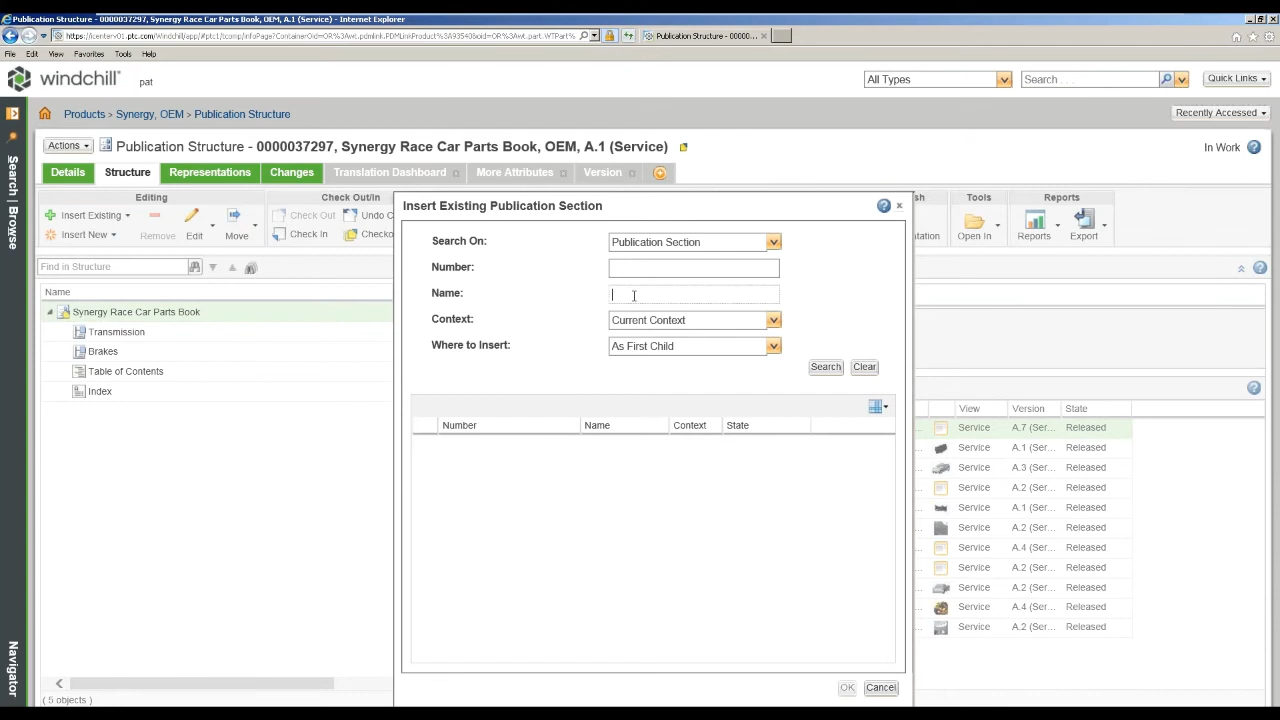 Publication Structure - 0000037297, Synergy Race Car Parts Book, OEM, A.1 (Service) - Internet Explorer
Publication Structure - 00000...
File Edit View Favorites Tools Help
windchill pat All Types Search . . . Quick Links
Products > Synergy, OEM > Publication Structure Recently Accessed
Actions Publication Structure - 0000037297, Synergy Race Car Parts Book, OEM, A.1 (Service) In Work
Details Structure Representations Changes Translation Dashboard More Attributes Version
Editing Check Out/In sh Tools Reports
Insert Existing Remove Edit Move Check Out Undo C
Insert New Check In Checko tation Open In Reports Export
Find in Structure
Name
Synergy Race Car Parts Book
Transmission
Brakes
Table of Contents
Index
( 5 objects )
Search | Browse
Navigator
Insert Existing Publication Section
Search On: Publication Section
Number:
Name:
Context: Current Context
Where to Insert: As First Child
Search Clear
Number Name Context State
OK Cancel
View Version State
Service A.7 (Ser... Released
... Service A.1 (Ser... Released
... Service A.3 (Ser... Released
... Service A.2 (Ser... Released
... Service A.1 (Ser... Released
... Service A.2 (Ser... Released
... Service A.4 (Ser... Released
... Service A.2 (Ser... Released
... Service A.2 (Ser... Released
... Service A.4 (Ser... Released
... Service A.2 (Ser... Released